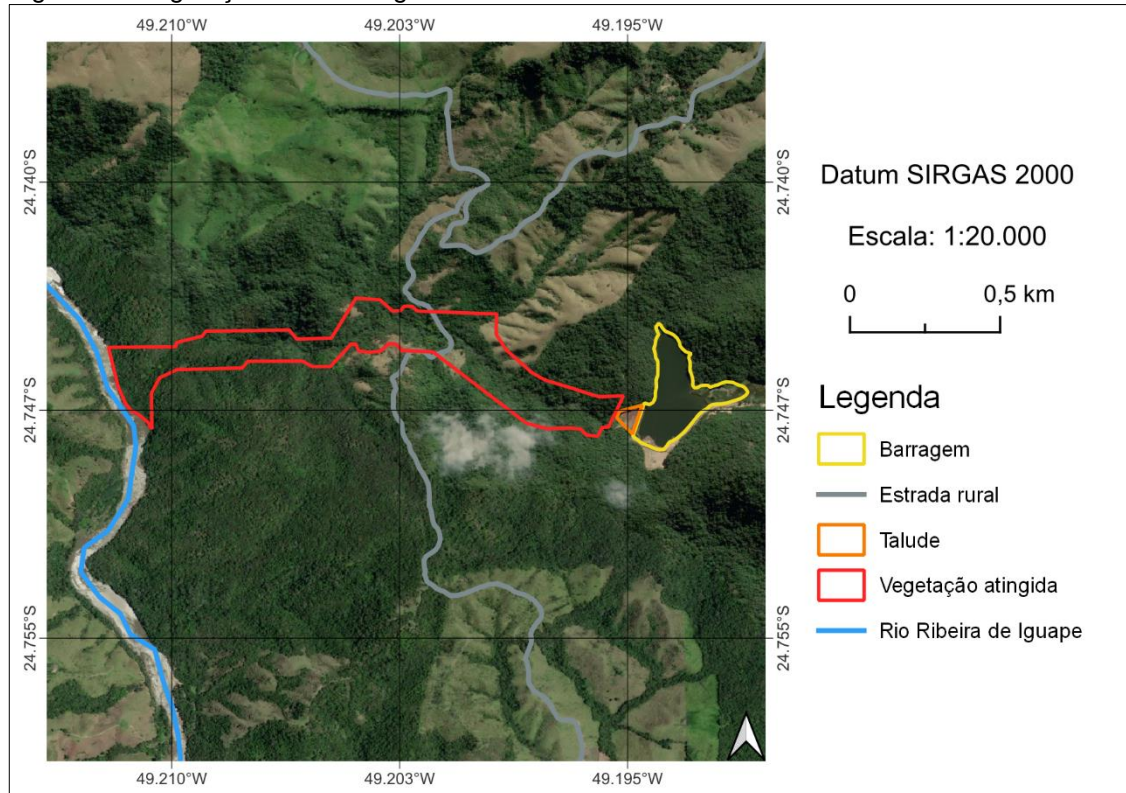 49.210°W 49.203°W 49.195°W
24.740°S 24.740°S
24.747°S 24.747°S
24.755°S 24.755°S
49.210°W 49.203°W 49.195°W
Datum SIRGAS 2000
Escala: 1:20.000
0 0,5 km
Legenda
Barragem
Estrada rural
Talude
Vegetação atingida
Rio Ribeira de Iguape